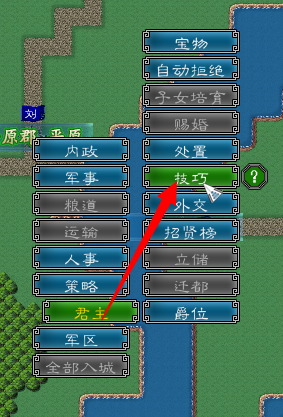 宝物
自动拒绝
子女培育
赐婚
处置
技巧
?
外交
招贤榜
立储
迁都
爵位
刘
原郡 平原
内政
军事
粮道
运输
人事
策略
君主
军区
全部入城